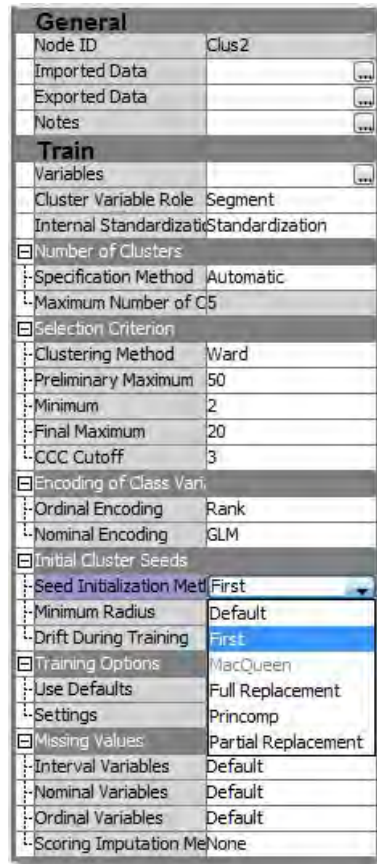 General
Node ID Clus2
Imported Data ...
Exported Data ...
Notes ...
Train
Variables ...
Cluster Variable Role Segment
Internal Standardizatio Standardization
Number of Clusters
Specification Method Automatic
Maximum Number of C 5
Selection Criterion
Clustering Method Ward
Preliminary Maximum 50
Minimum 2
Final Maximum 20
CCC Cutoff 3
Encoding of Class Vari
Ordinal Encoding Rank
Nominal Encoding GLM
Initial Cluster Seeds
Seed Initialization Met First
Minimum Radius Default
Drift During Training First
Training Options MacQueen
Use Defaults Full Replacement
Settings Princomp
Missing Values Partial Replacement
Interval Variables Default
Nominal Variables Default
Ordinal Variables Default
Scoring Imputation Me None